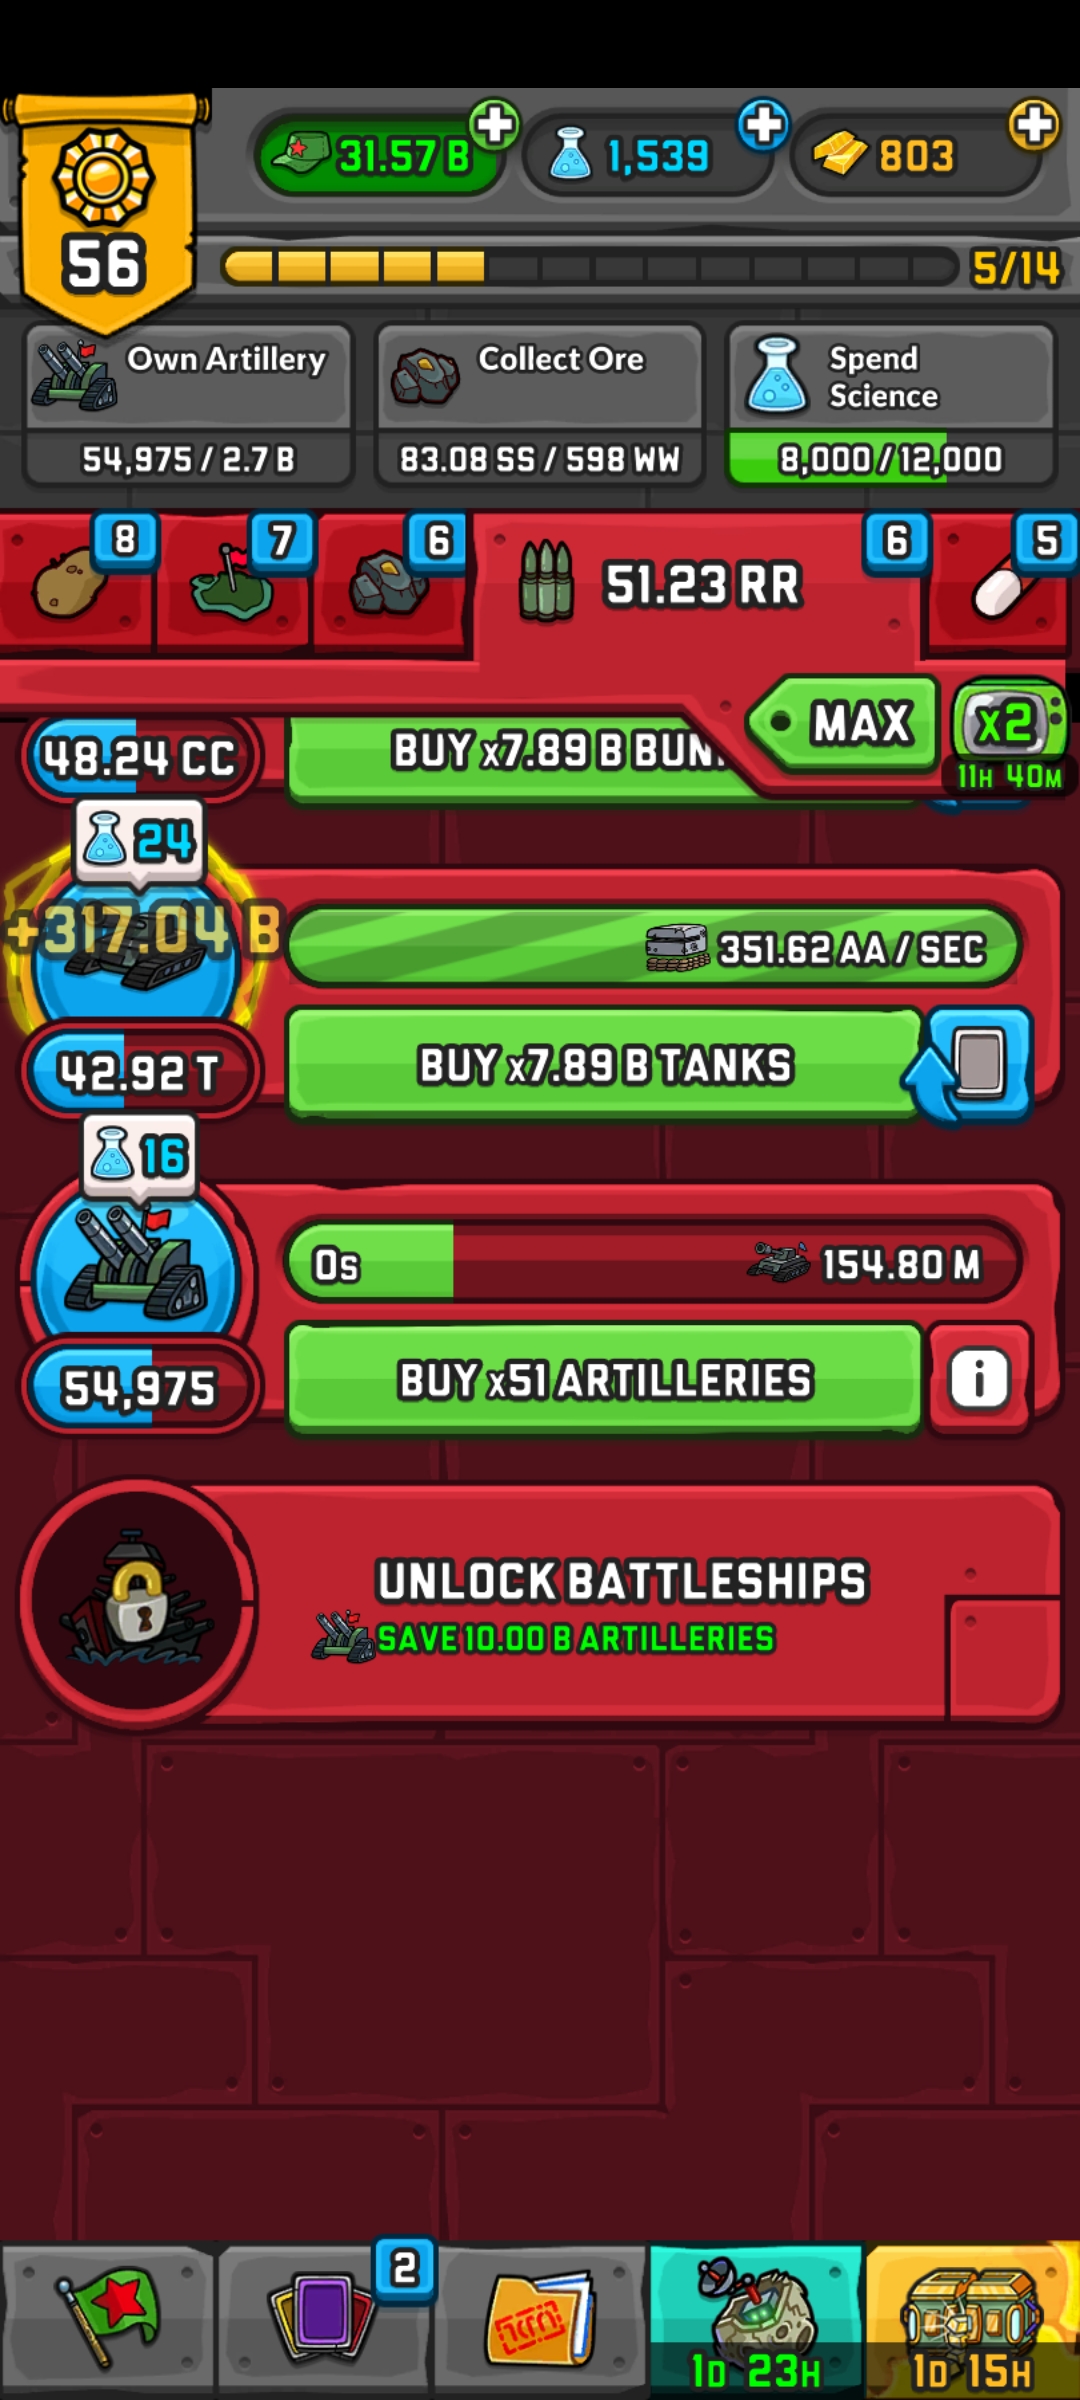 31.57 B
1,539
803
56
5/14
Own Artillery
54,975 / 2.7 B
Collect Ore
83.08 SS / 598 WW
Spend
Science
8,000 / 12,000
8
7
6
51.23 RR
6
5
MAX
x2
11H 40M
48.24 CC
BUY x7.89 B BUN
24
+317.04 B
351.62 AA / SEC
42.92 T
BUY x7.89 B TANKS
16
0s
154.80 M
54,975
BUY x51 ARTILLERIES
i
UNLOCK BATTLESHIPS
SAVE 10.00 B ARTILLERIES
2
1D 23H
1D 15H